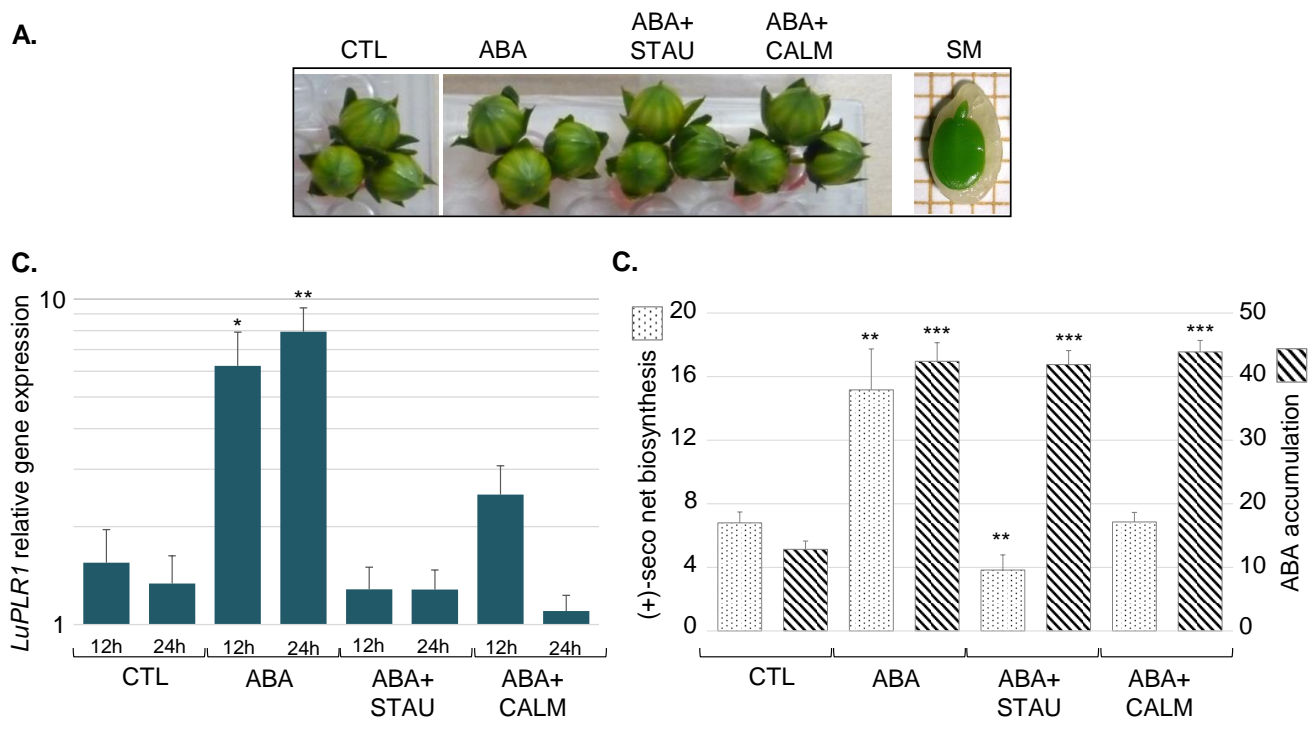 A.
CTL
ABA
ABA+
STAU
ABA+
CALM
SM
C.
LuPLR1 relative gene expression
10
1
*
**
12h 24h 12h 24h 12h 24h 12h 24h
CTL
ABA
ABA+
STAU
ABA+
CALM
C.
(+)-seco net biosynthesis
20
16
12
8
4
0
**
***
**
***
***
50
40
30
20
10
0
ABA accumulation
CTL
ABA
ABA+
STAU
ABA+
CALM